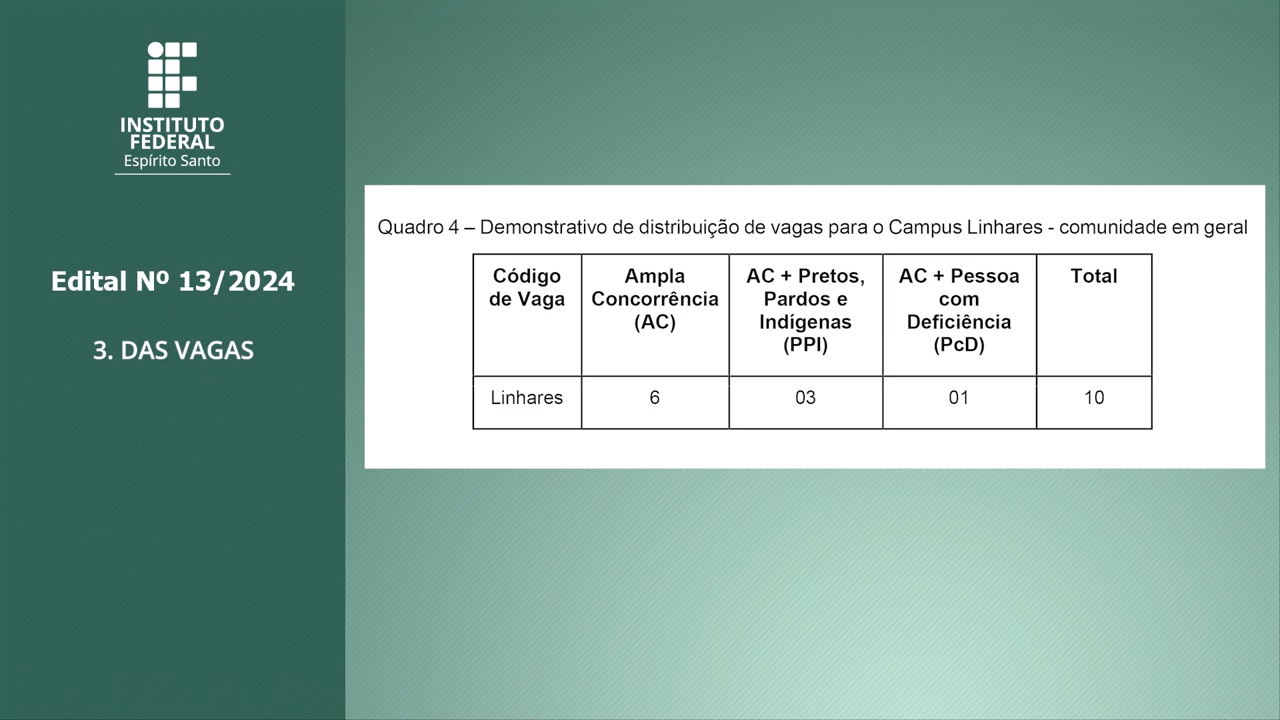 INSTITUTO
FEDERAL
Espírito Santo
Edital Nº 13/2024
3. DAS VAGAS
Quadro 4 – Demonstrativo de distribuição de vagas para o Campus Linhares - comunidade em geral
Código de Vaga
Ampla Concorrência (AC)
AC + Pretos, Pardos e Indígenas (PPI)
AC + Pessoa com Deficiência (PcD)
Total
Linhares 6 03 01 10